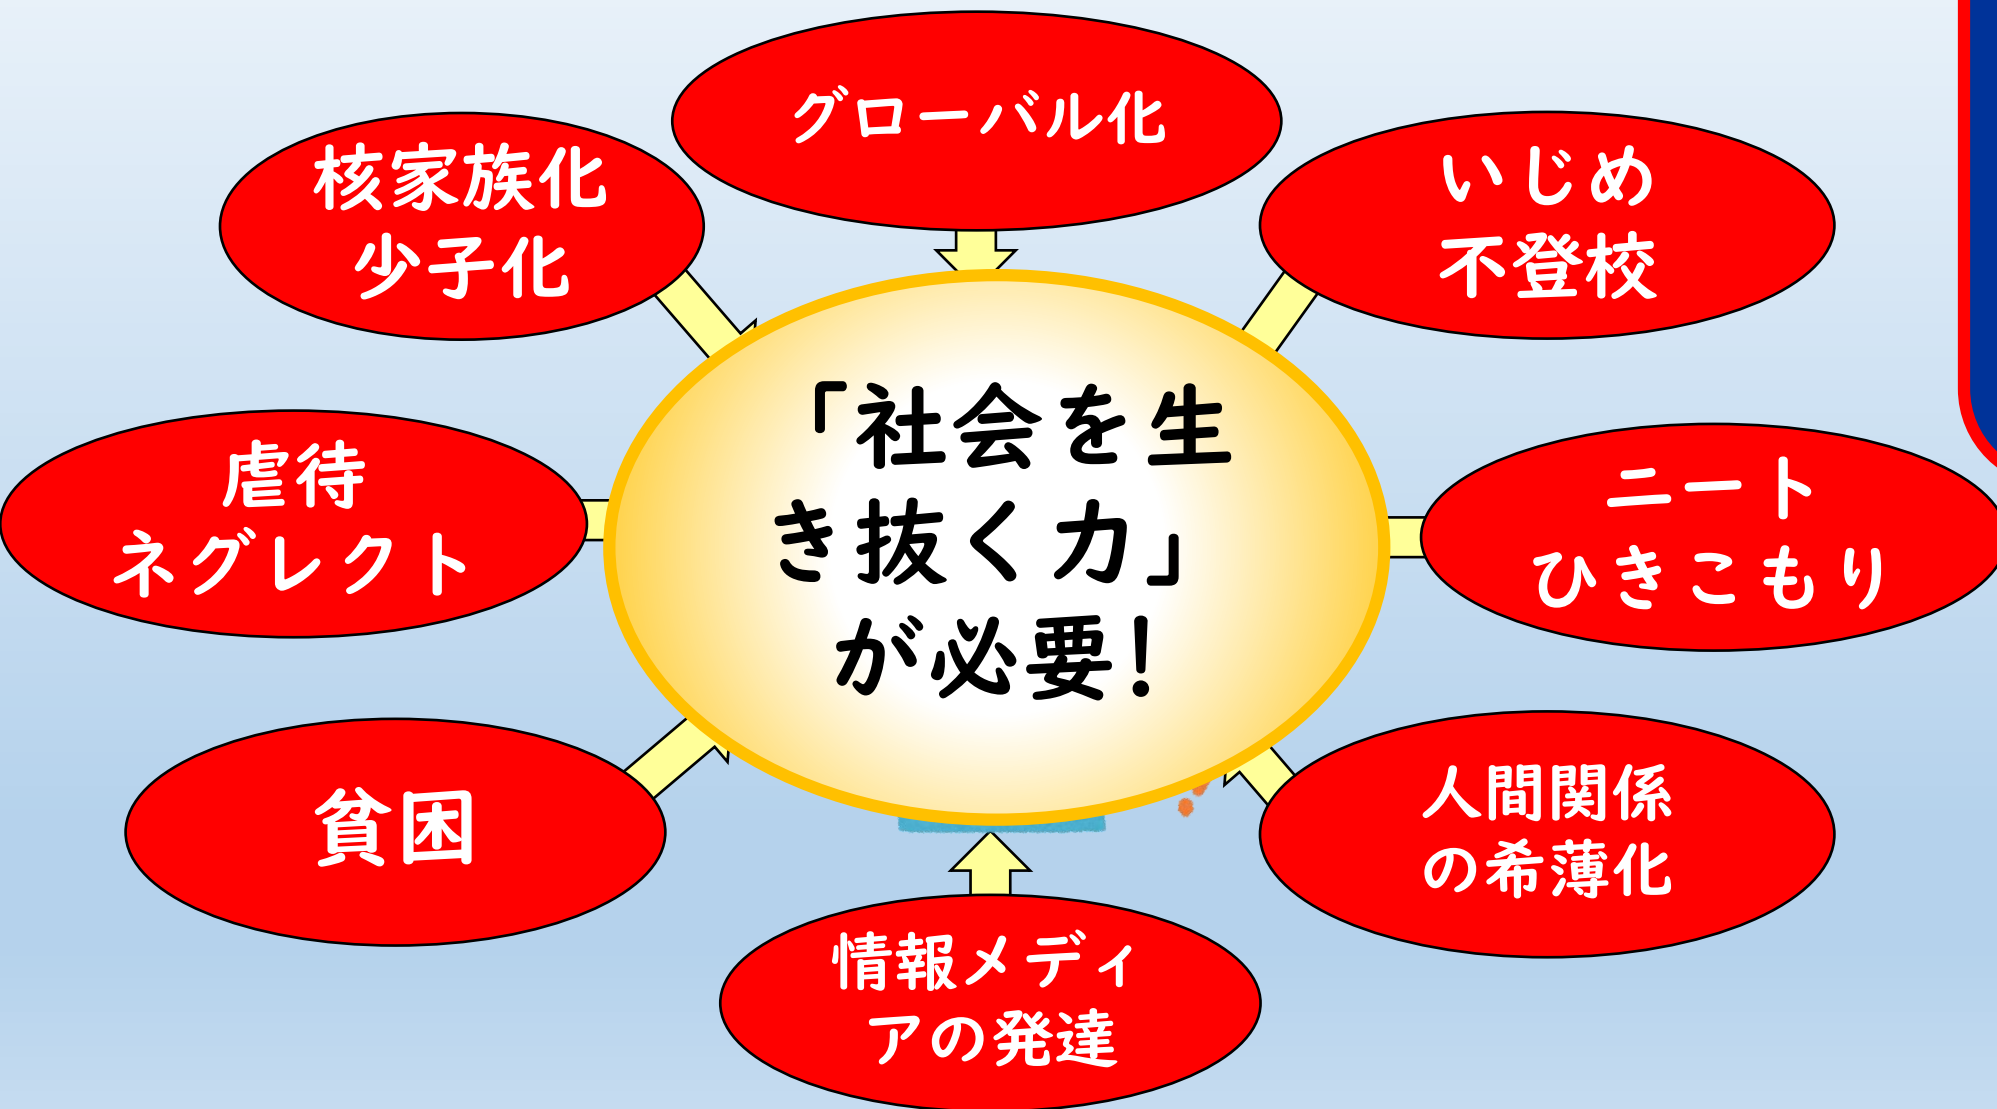 グローバル化
核家族化
少子化
いじめ
不登校
「社会を生
き抜く力」
が必要!
虐待
ネグレクト
ニート
ひきこもり
貧困
人間関係
の希薄化
情報メディ
アの発達